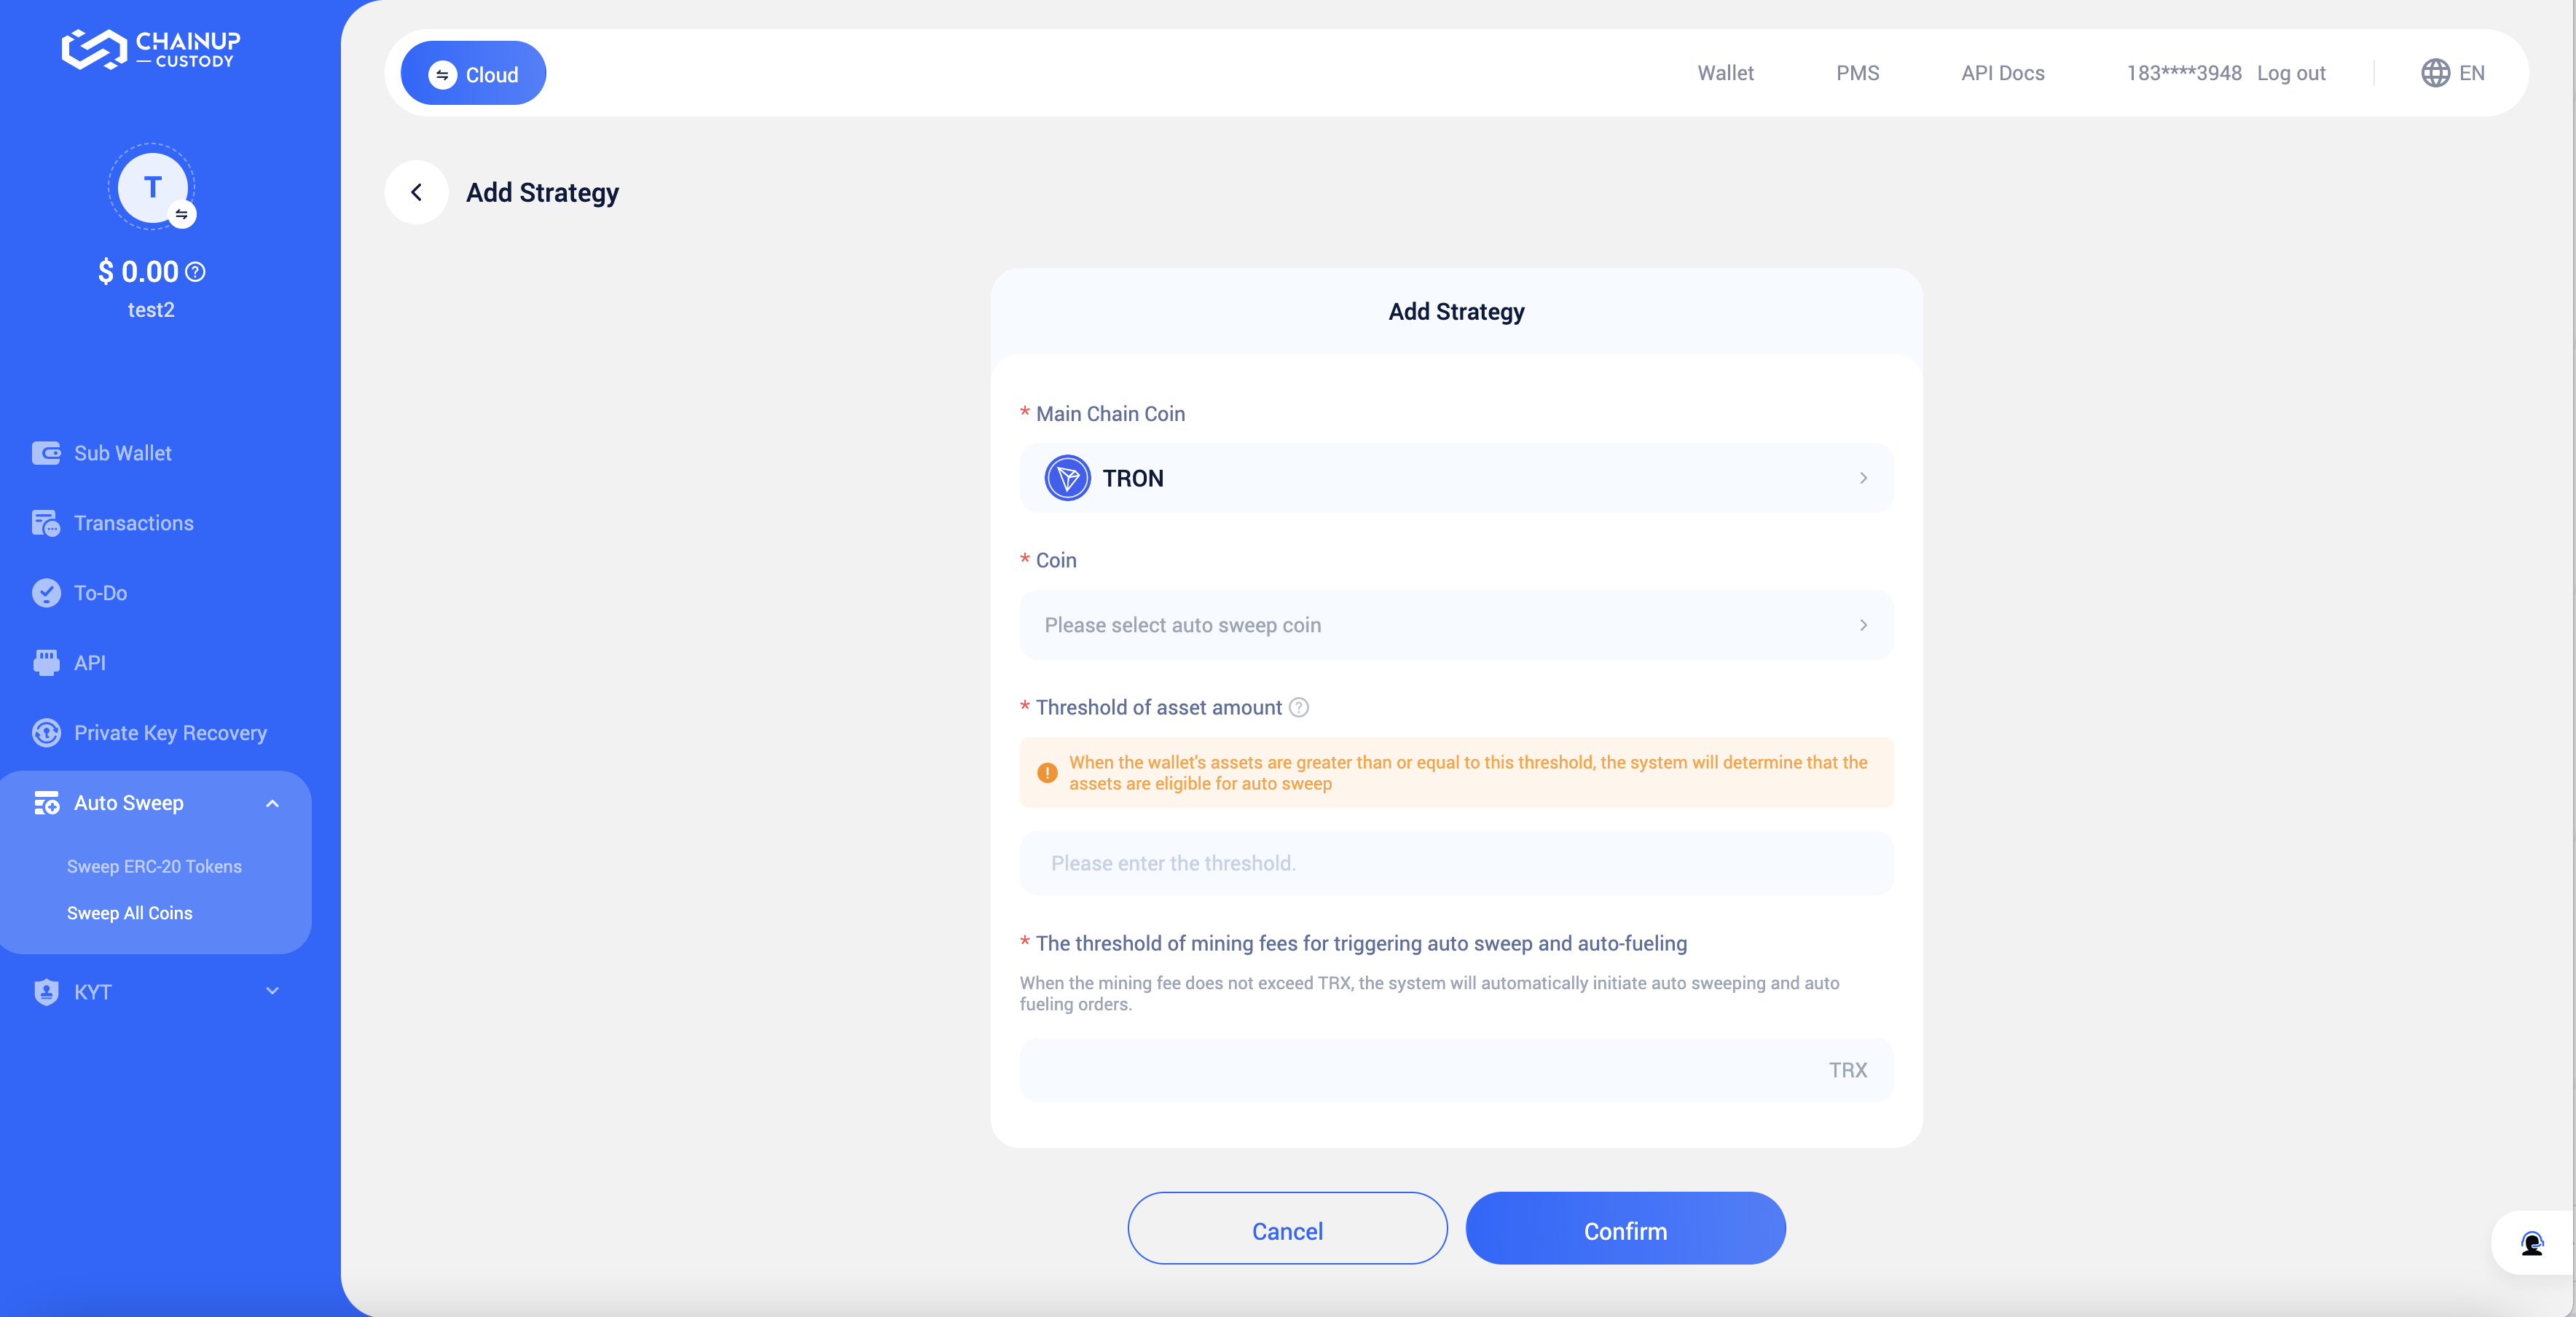 CHAINUP
CUSTODY
T
$ 0.00
test2
Sub Wallet
Transactions
To-Do
API
Private Key Recovery
Auto Sweep
Sweep ERC-20 Tokens
Sweep All Coins
KYT
Cloud
Wallet
PMS
API Docs
183****3948 Log out
EN
Add Strategy
Add Strategy
* Main Chain Coin
TRON
* Coin
Please select auto sweep coin
* Threshold of asset amount
When the wallet's assets are greater than or equal to this threshold, the system will determine that the
assets are eligible for auto sweep
Please enter the threshold.
* The threshold of mining fees for triggering auto sweep and auto-fueling
When the mining fee does not exceed TRX, the system will automatically initiate auto sweeping and auto
fueling orders.
TRX
Cancel
Confirm